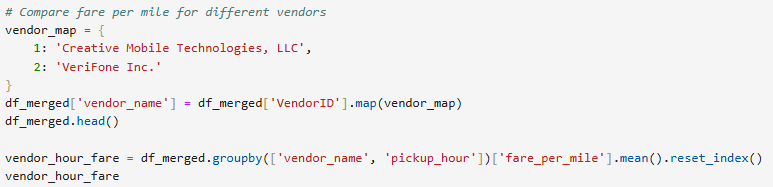 # Compare fare per mile for different vendors
vendor_map = {
    1: 'Creative Mobile Technologies, LLC',
    2: 'VeriFone Inc.'
}
df_merged['vendor_name'] = df_merged['VendorID'].map(vendor_map)
df_merged.head()

vendor_hour_fare = df_merged.groupby(['vendor_name', 'pickup_hour'])['fare_per_mile'].mean().reset_index()
vendor_hour_fare